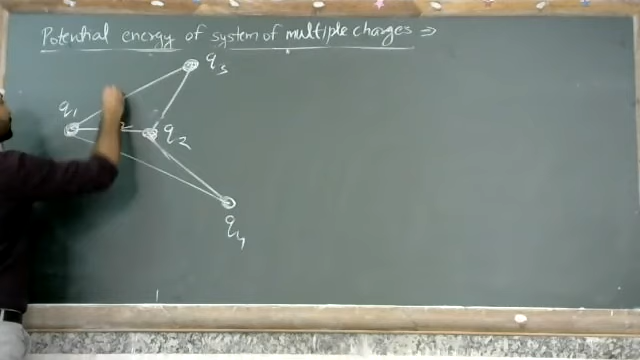 Potential energy of system of multiple charges ⇒
q3
q1
q2
q4